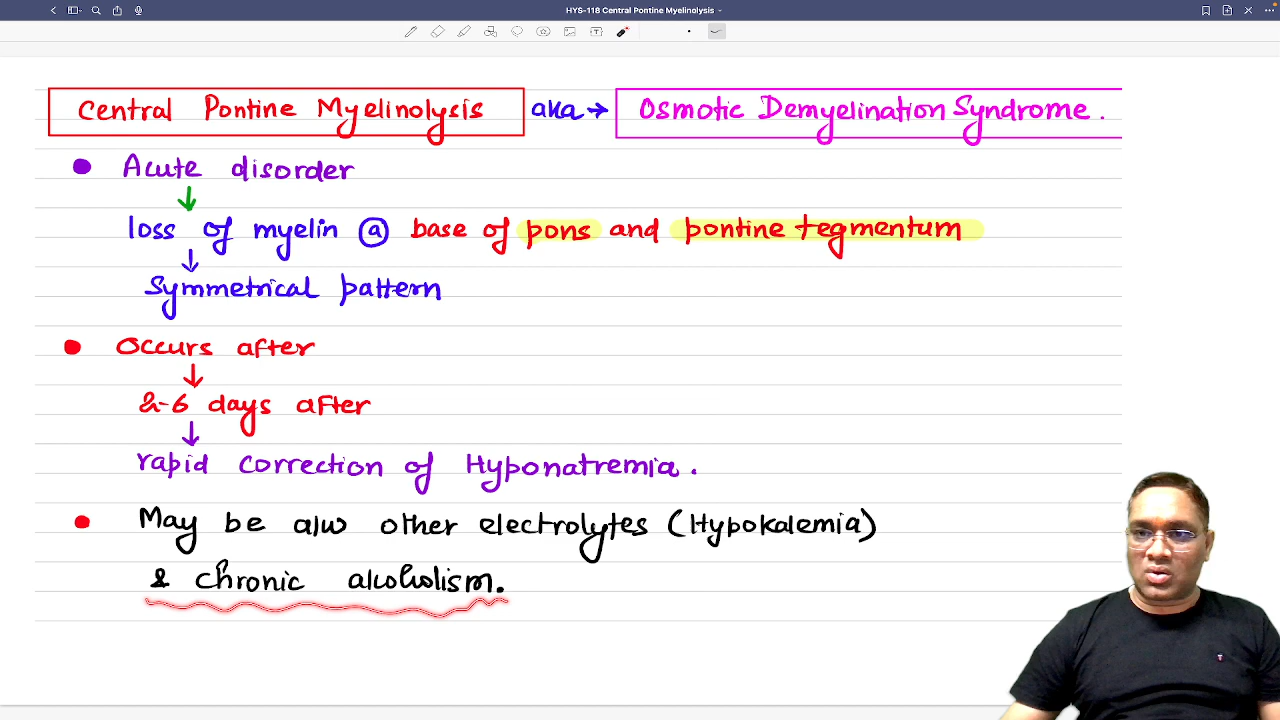 HYS-118 Central Pontine Myelinolysis
Central Pontine Myelinolysis aka → Osmotic Demyelination Syndrome.
Acute disorder
↓
loss of myelin @ base of pons and pontine tegmentum
↓
Symmetrical pattern
Occurs after
↓
2-6 days after
↓
rapid correction of Hyponatremia.
May be a/w other electrolytes (Hypokalemia)
& chronic alcoholism.